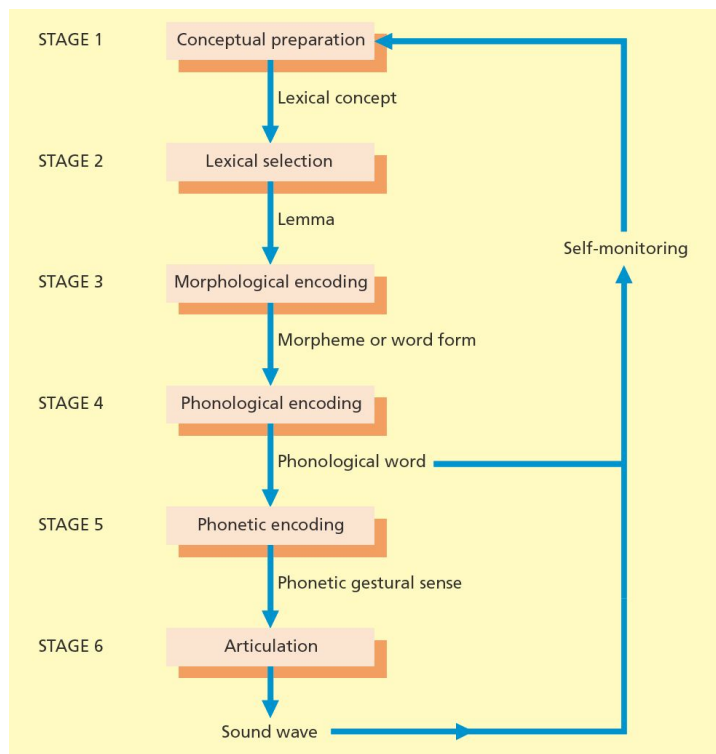 STAGE 1 Conceptual preparation
Lexical concept
STAGE 2 Lexical selection
Lemma
Self-monitoring
STAGE 3 Morphological encoding
Morpheme or word form
STAGE 4 Phonological encoding
Phonological word
STAGE 5 Phonetic encoding
Phonetic gestural sense
STAGE 6 Articulation
Sound wave